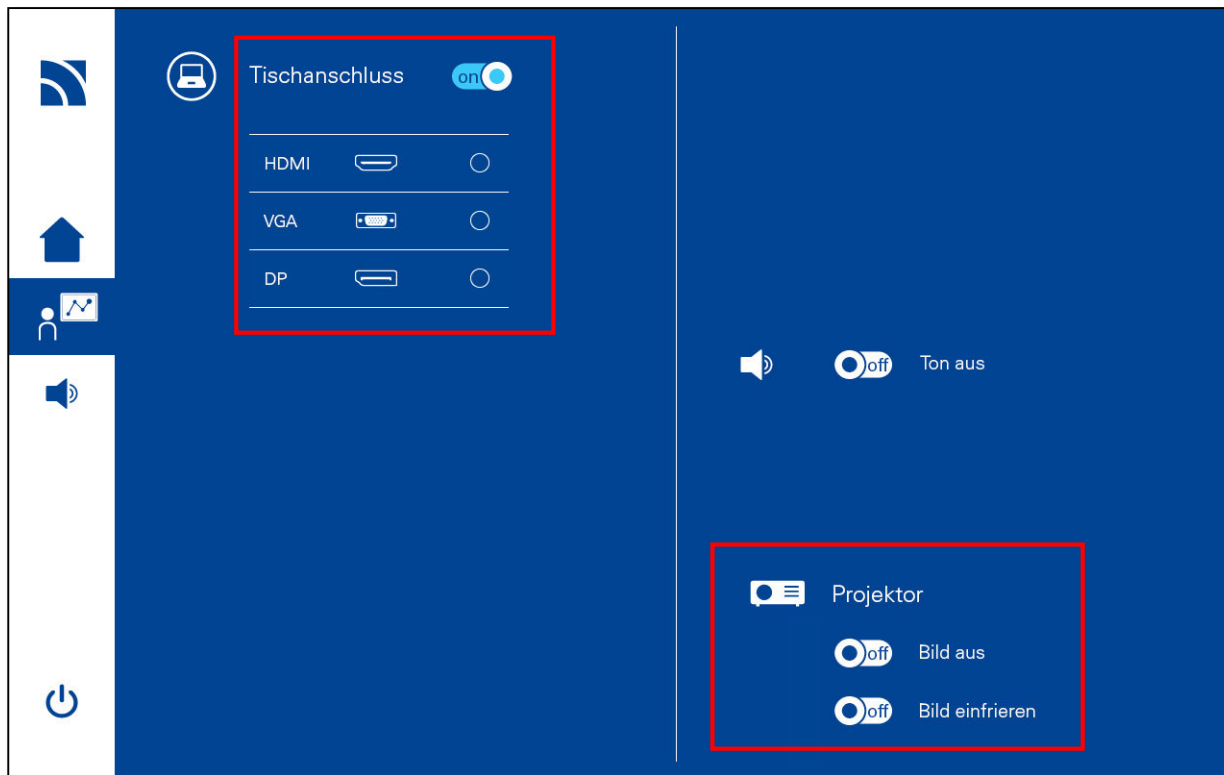 Tischanschluss on
HDMI
VGA
DP
off Ton aus
Projektor
off Bild aus
off Bild einfrieren